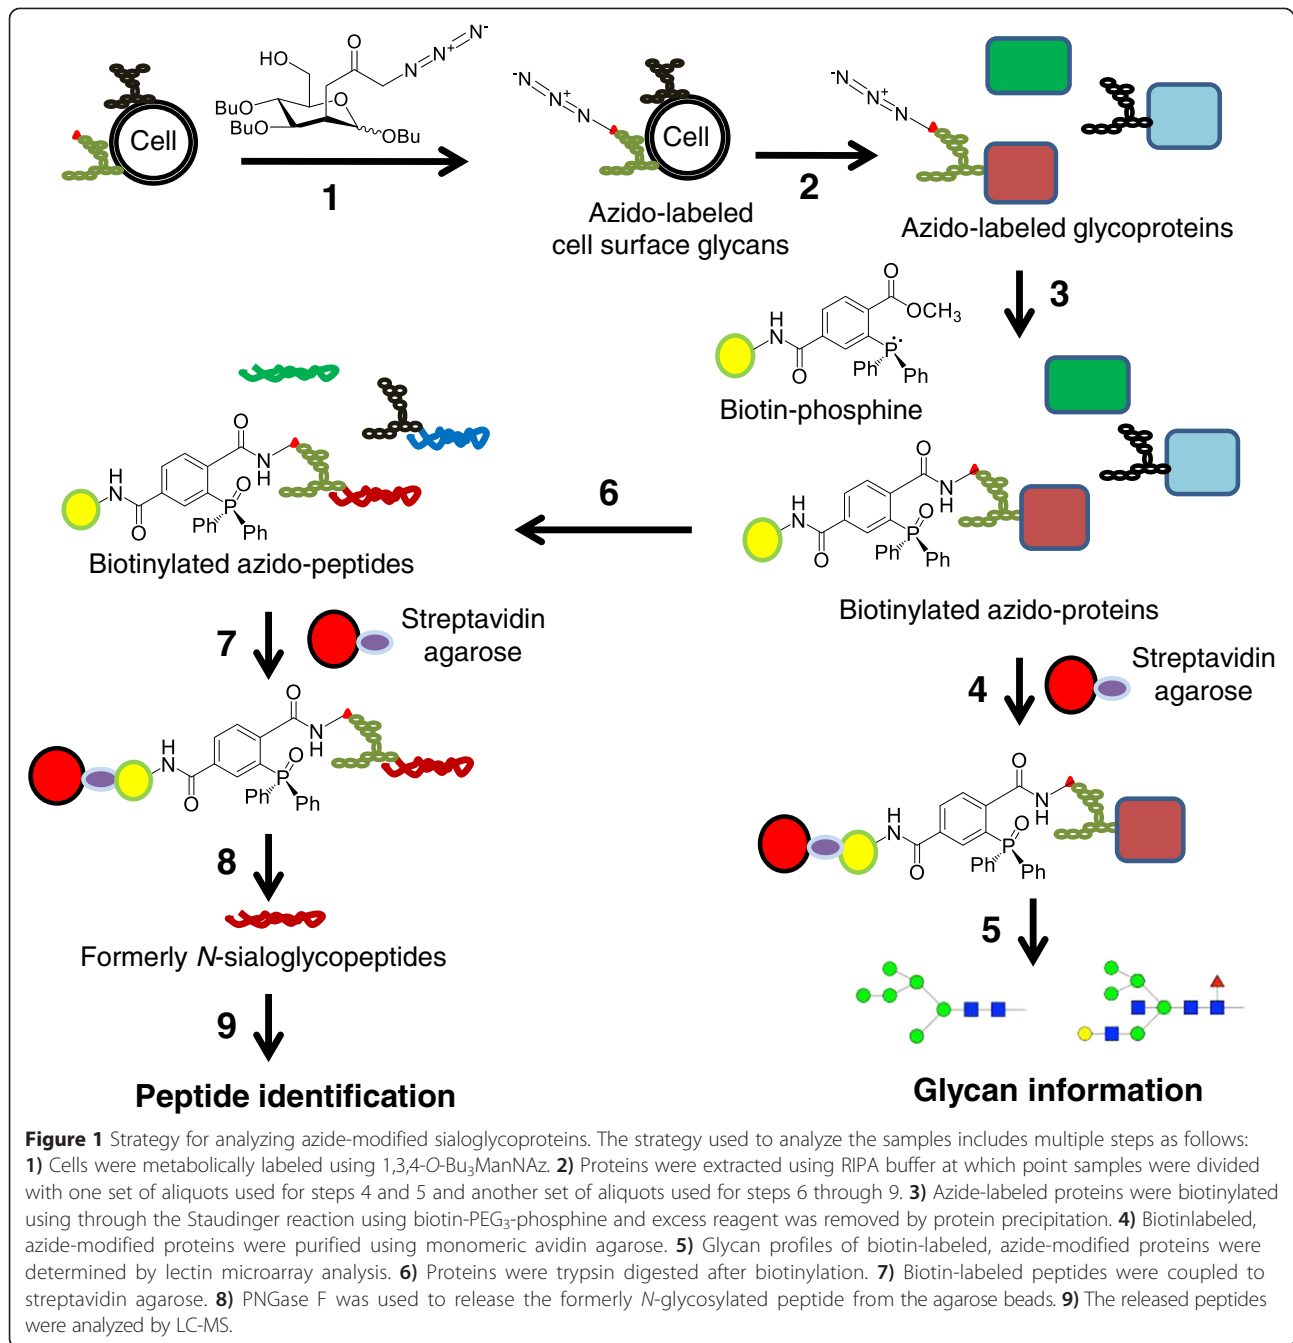 HO
O
N
N⁺
N⁻
O
BuO
BuO
OBu
Cell
1
⁻N
N⁺
N
Cell
Azido-labeled
cell surface glycans
2
⁻N
N⁺
N
Azido-labeled glycoproteins
3
O
OCH₃
H
N
O
P:
Ph
Ph
Biotin-phosphine
O
N
H
H
N
O
P
O
Ph
Ph
Biotinylated azido-peptides
6
O
N
H
H
N
O
P
O
Ph
Ph
Biotinylated azido-proteins
7
Streptavidin
agarose
4
Streptavidin
agarose
O
N
H
H
N
O
P
O
Ph
Ph
O
N
H
H
N
O
P
O
Ph
Ph
8
Formerly N-sialoglycopeptides
5
9
Peptide identification
Glycan information
Figure 1 Strategy for analyzing azide-modified sialoglycoproteins. The strategy used to analyze the samples includes multiple steps as follows:
1) Cells were metabolically labeled using 1,3,4-O-Bu₃ManNAz. 2) Proteins were extracted using RIPA buffer at which point samples were divided
with one set of aliquots used for steps 4 and 5 and another set of aliquots used for steps 6 through 9. 3) Azide-labeled proteins were biotinylated
using through the Staudinger reaction using biotin-PEG₃-phosphine and excess reagent was removed by protein precipitation. 4) Biotinlabeled,
azide-modified proteins were purified using monomeric avidin agarose. 5) Glycan profiles of biotin-labeled, azide-modified proteins were
determined by lectin microarray analysis. 6) Proteins were trypsin digested after biotinylation. 7) Biotin-labeled peptides were coupled to
streptavidin agarose. 8) PNGase F was used to release the formerly N-glycosylated peptide from the agarose beads. 9) The released peptides
were analyzed by LC-MS.